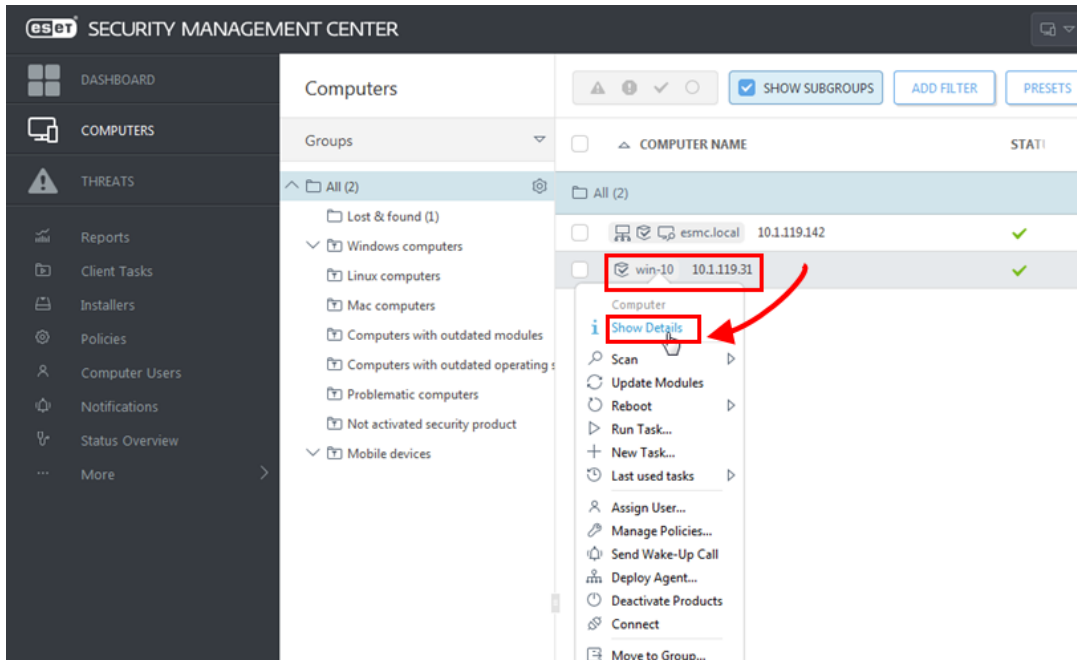 eset SECURITY MANAGEMENT CENTER
DASHBOARD
COMPUTERS
THREATS
Reports
Client Tasks
Installers
Policies
Computer Users
Notifications
Status Overview
More
Computers
Groups
All (2)
Lost & found (1)
Windows computers
Linux computers
Mac computers
Computers with outdated modules
Computers with outdated operating s
Problematic computers
Not activated security product
Mobile devices
SHOW SUBGROUPS
ADD FILTER
PRESETS
COMPUTER NAME
STAT
All (2)
esmc.local 10.1.119.142
win-10 10.1.119.31
Computer
Show Details
Scan
Update Modules
Reboot
Run Task...
New Task...
Last used tasks
Assign User...
Manage Policies...
Send Wake-Up Call
Deploy Agent...
Deactivate Products
Connect
Move to Group...